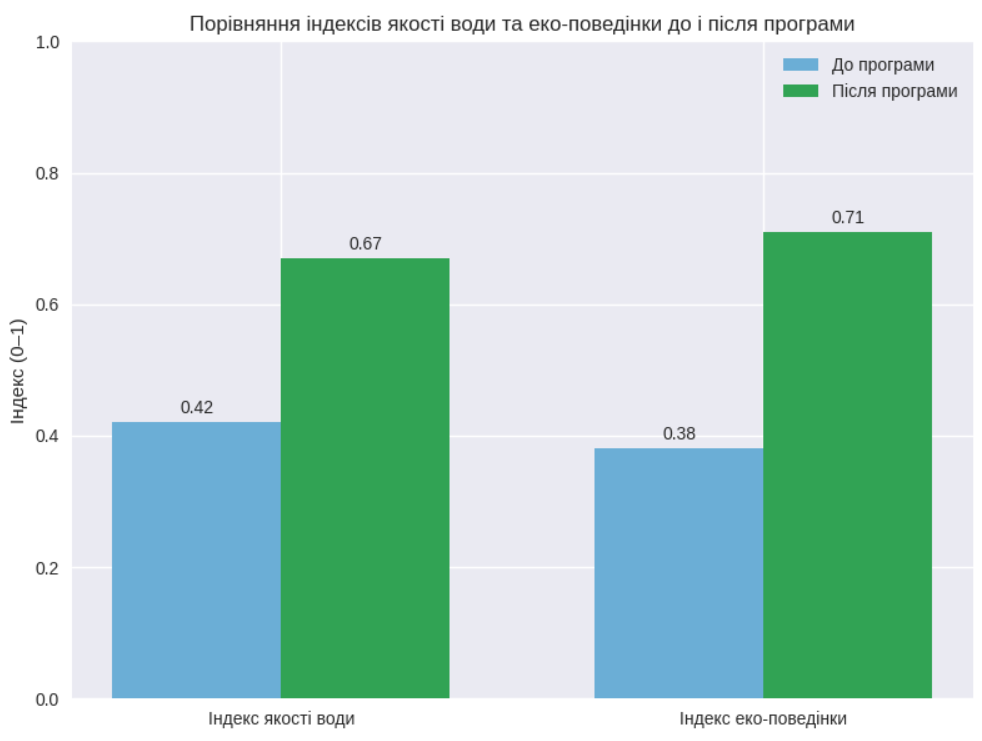 Порівняння індексів якості води та еко-поведінки до і після програми
До програми
Після програми
Індекс (0–1)
1.0
0.8
0.6
0.4
0.2
0.0
0.42
0.67
0.38
0.71
Індекс якості води
Індекс еко-поведінки